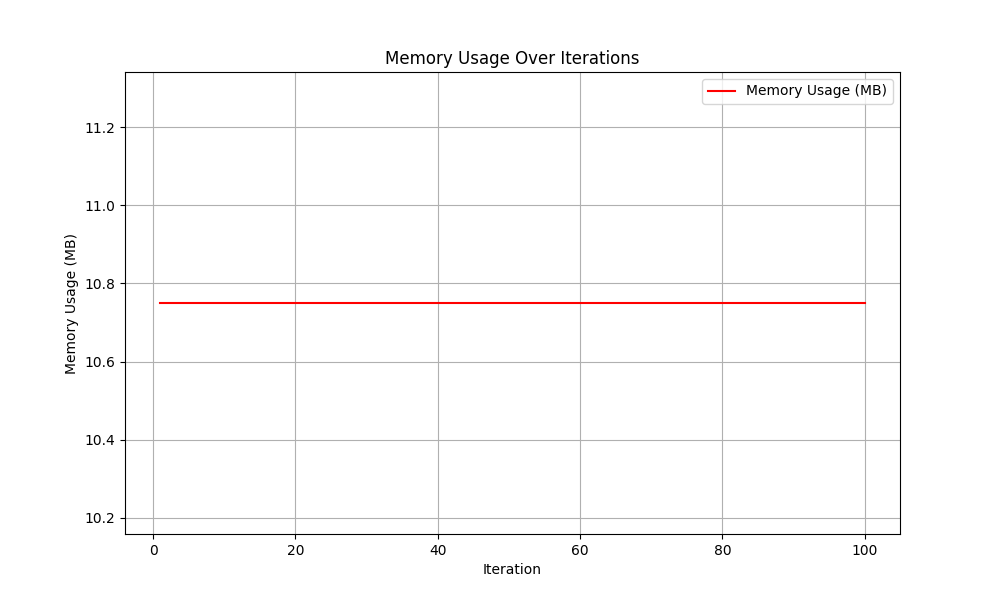 Memory Usage Over Iterations
Memory Usage (MB)
11.2
11.0
10.8
10.6
10.4
10.2
Memory Usage (MB)
0 20 40 60 80 100
Iteration